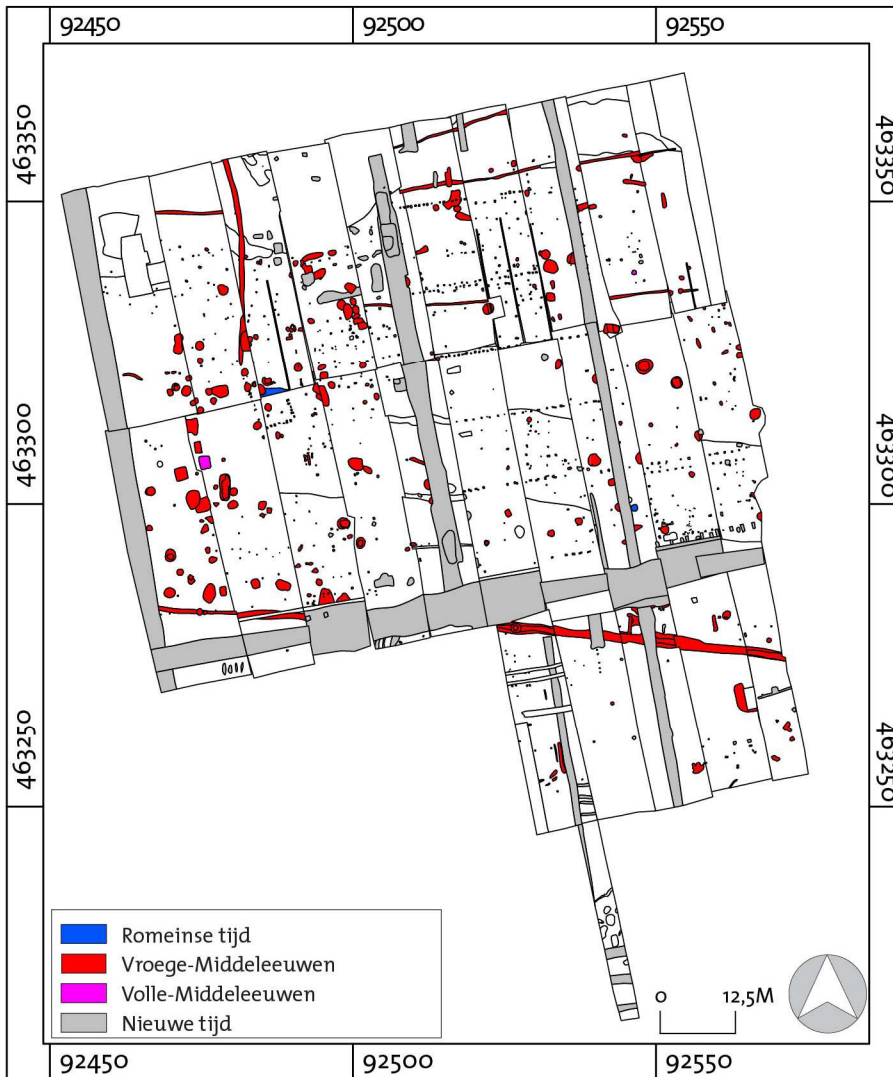 92450 92500 92550
463350 463350
463300 463300
463250 463250
Romeinse tijd
Vroege-Middeleeuwen
Volle-Middeleeuwen
Nieuwe tijd
0 12,5M
92450 92500 92550